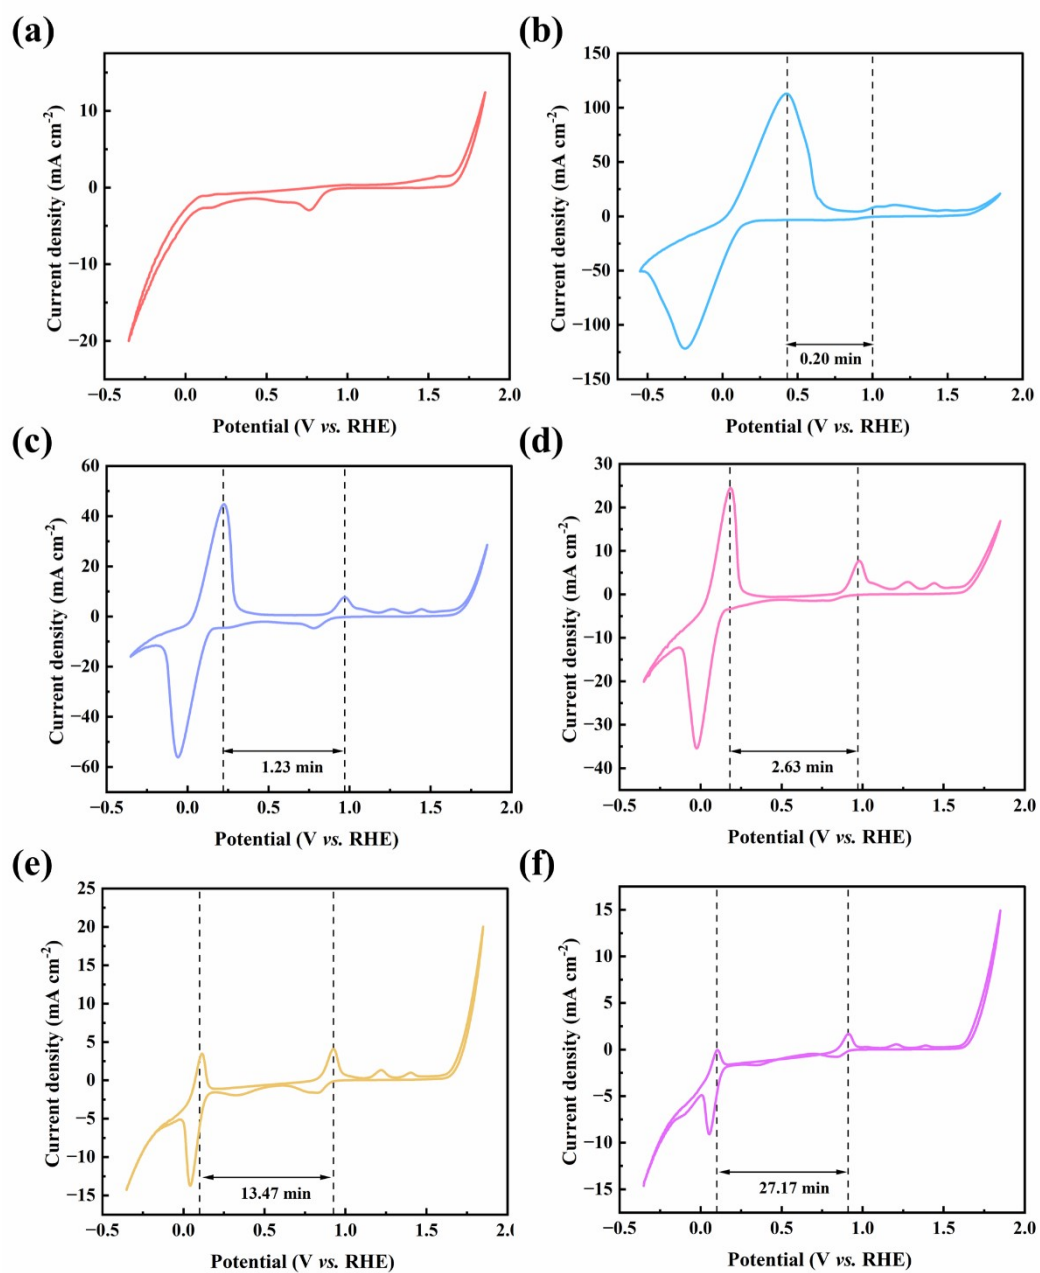 (a)
Current density (mA cm⁻²)
10
0
−10
−20
−0.5 0.0 0.5 1.0 1.5 2.0
Potential (V vs. RHE)
(b)
Current density (mA cm⁻²)
150
100
50
0
−50
−100
−150
0.20 min
−0.5 0.0 0.5 1.0 1.5 2.0
Potential (V vs. RHE)
(c)
Current density (mA cm⁻²)
60
40
20
0
−20
−40
−60
1.23 min
−0.5 0.0 0.5 1.0 1.5 2.0
Potential (V vs. RHE)
(d)
Current density (mA cm⁻²)
30
20
10
0
−10
−20
−30
−40
2.63 min
−0.5 0.0 0.5 1.0 1.5 2.0
Potential (V vs. RHE)
(e)
Current density (mA cm⁻²)
25
20
15
10
5
0
−5
−10
−15
13.47 min
−0.5 0.0 0.5 1.0 1.5 2.0
Potential (V vs. RHE)
(f)
Current density (mA cm⁻²)
15
10
5
0
−5
−10
−15
27.17 min
−0.5 0.0 0.5 1.0 1.5 2.0
Potential (V vs. RHE)